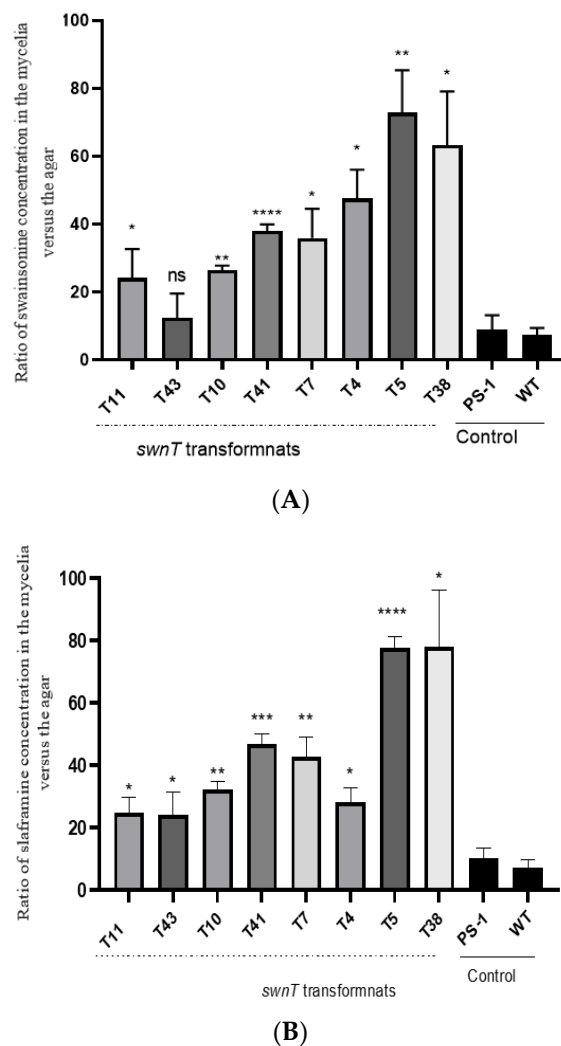 Ratio of swainsonine concentration in the mycelia
versus the agar
100
80
60
40
20
0
*
ns
**
****
*
*
**
*
T11
T43
T10
T41
T7
T4
T5
T38
PS-1
WT
swnT transformnats
Control
(A)
Ratio of slaframine concentration in the mycelia
versus the agar
100
80
60
40
20
0
*
*
**
***
**
*
****
*
T11
T43
T10
T41
T7
T4
T5
T38
PS-1
WT
swnT transformnats
Control
(B)